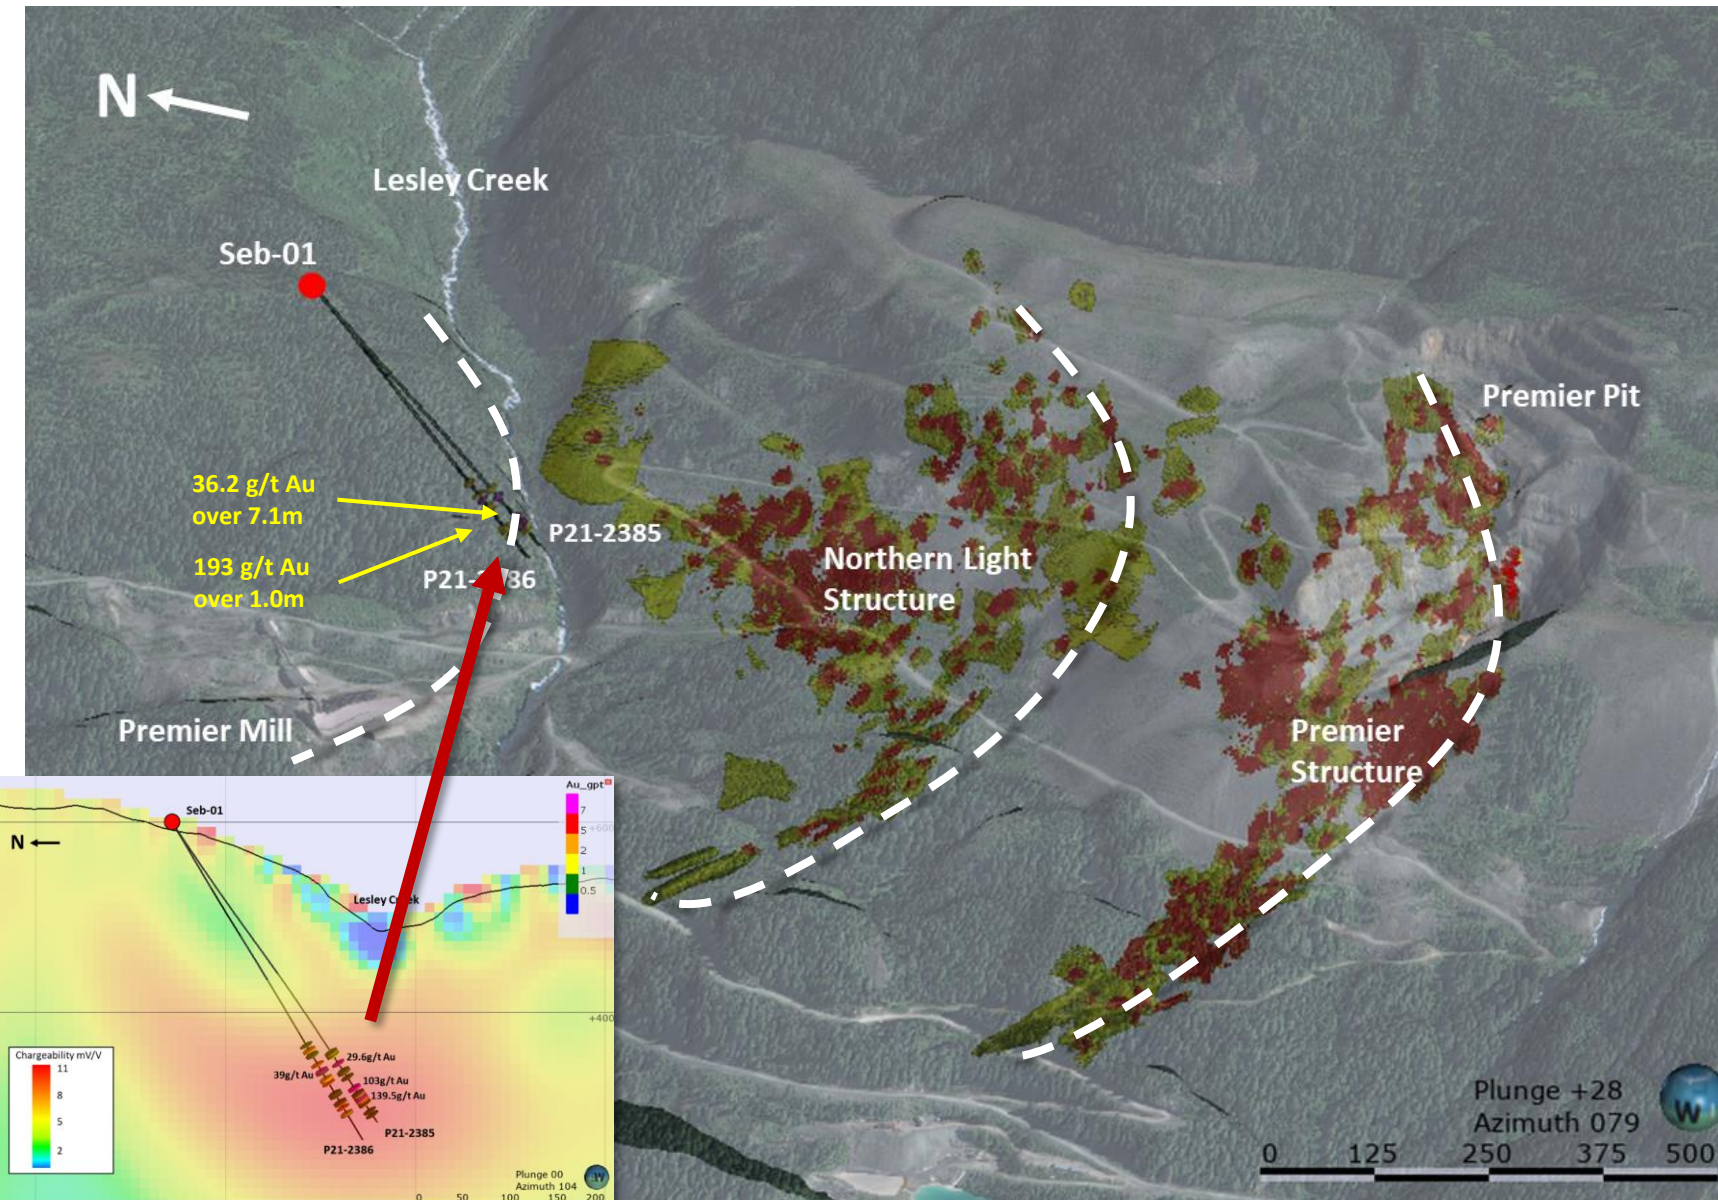 N
Lesley Creek
Seb-01
Premier Pit
36.2 g/t Au
over 7.1m
P21-2385
193 g/t Au
over 1.0m
Northern Light
Structure
Premier Mill
Premier
Structure
Plunge +28
Azimuth 079
W
0 125 250 375 500
Au_gpt
7
5
2
1
0.5
+600
Seb-01
N
+400
29.6g/t Au
39g/t Au
103g/t Au
139.5g/t Au
P21-2385
P21-2386
Chargeability mV/V
11
8
5
2
Plunge 00
Azimuth 104
W
0 50 100 150 200